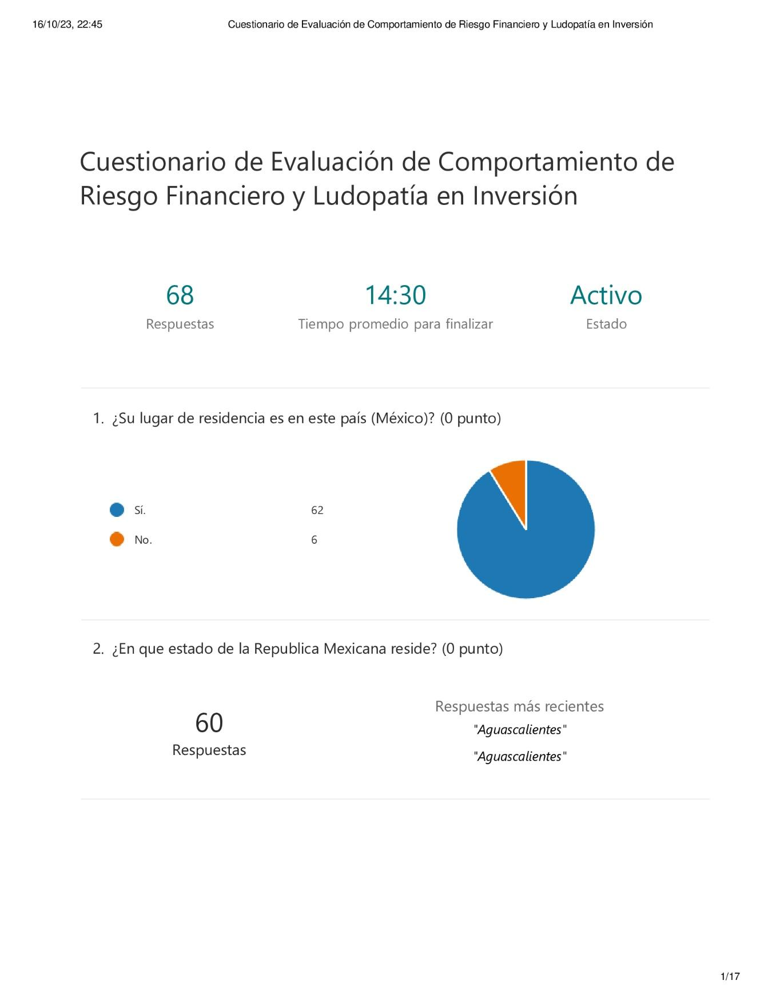 16/10/23, 22:45 Cuestionario de Evaluación de Comportamiento de Riesgo Financiero y Ludopatía en Inversión
Cuestionario de Evaluación de Comportamiento de
Riesgo Financiero y Ludopatía en Inversión
68 14:30 Activo
Respuestas Tiempo promedio para finalizar Estado
1. ¿Su lugar de residencia es en este país (México)? (0 punto)
Sí. 62
No. 6
2. ¿En que estado de la Republica Mexicana reside? (0 punto)
60
Respuestas
Respuestas más recientes
"Aguascalientes"
"Aguascalientes"
1/17